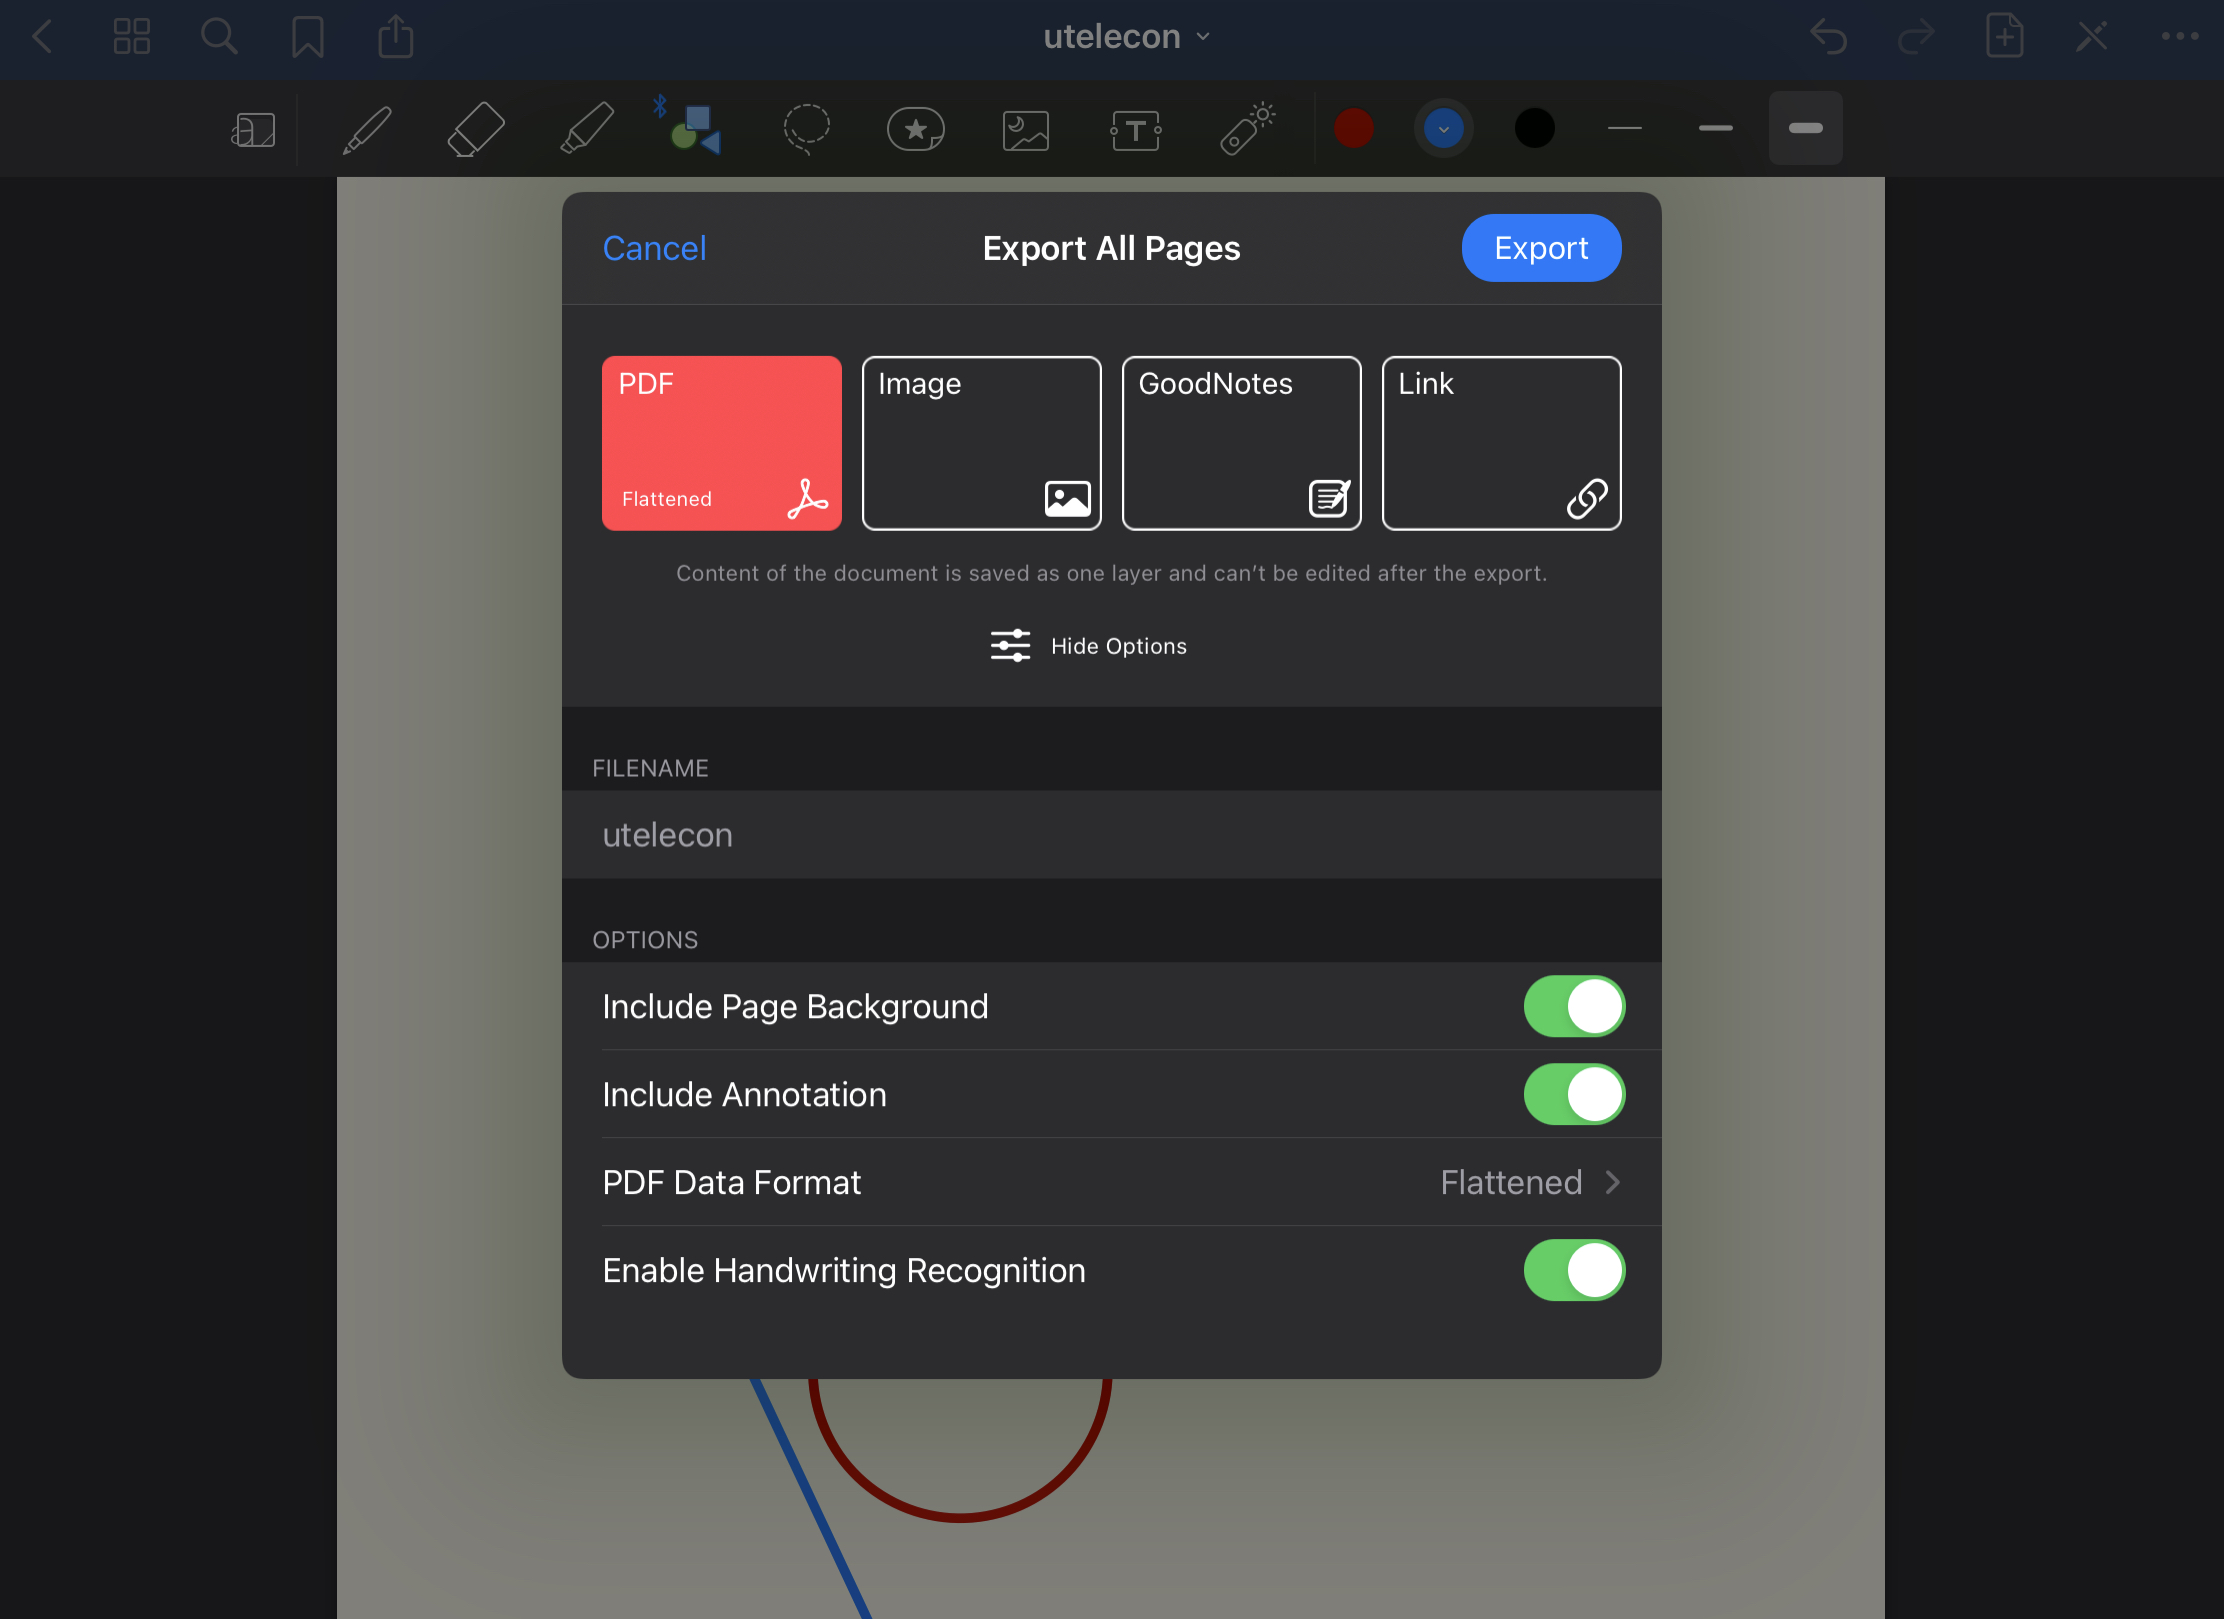 utelecon
Cancel
Export All Pages
Export
PDF
Flattened
Image
GoodNotes
Link
Content of the document is saved as one layer and can't be edited after the export.
Hide Options
FILENAME
utelecon
OPTIONS
Include Page Background
Include Annotation
PDF Data Format
Flattened
Enable Handwriting Recognition